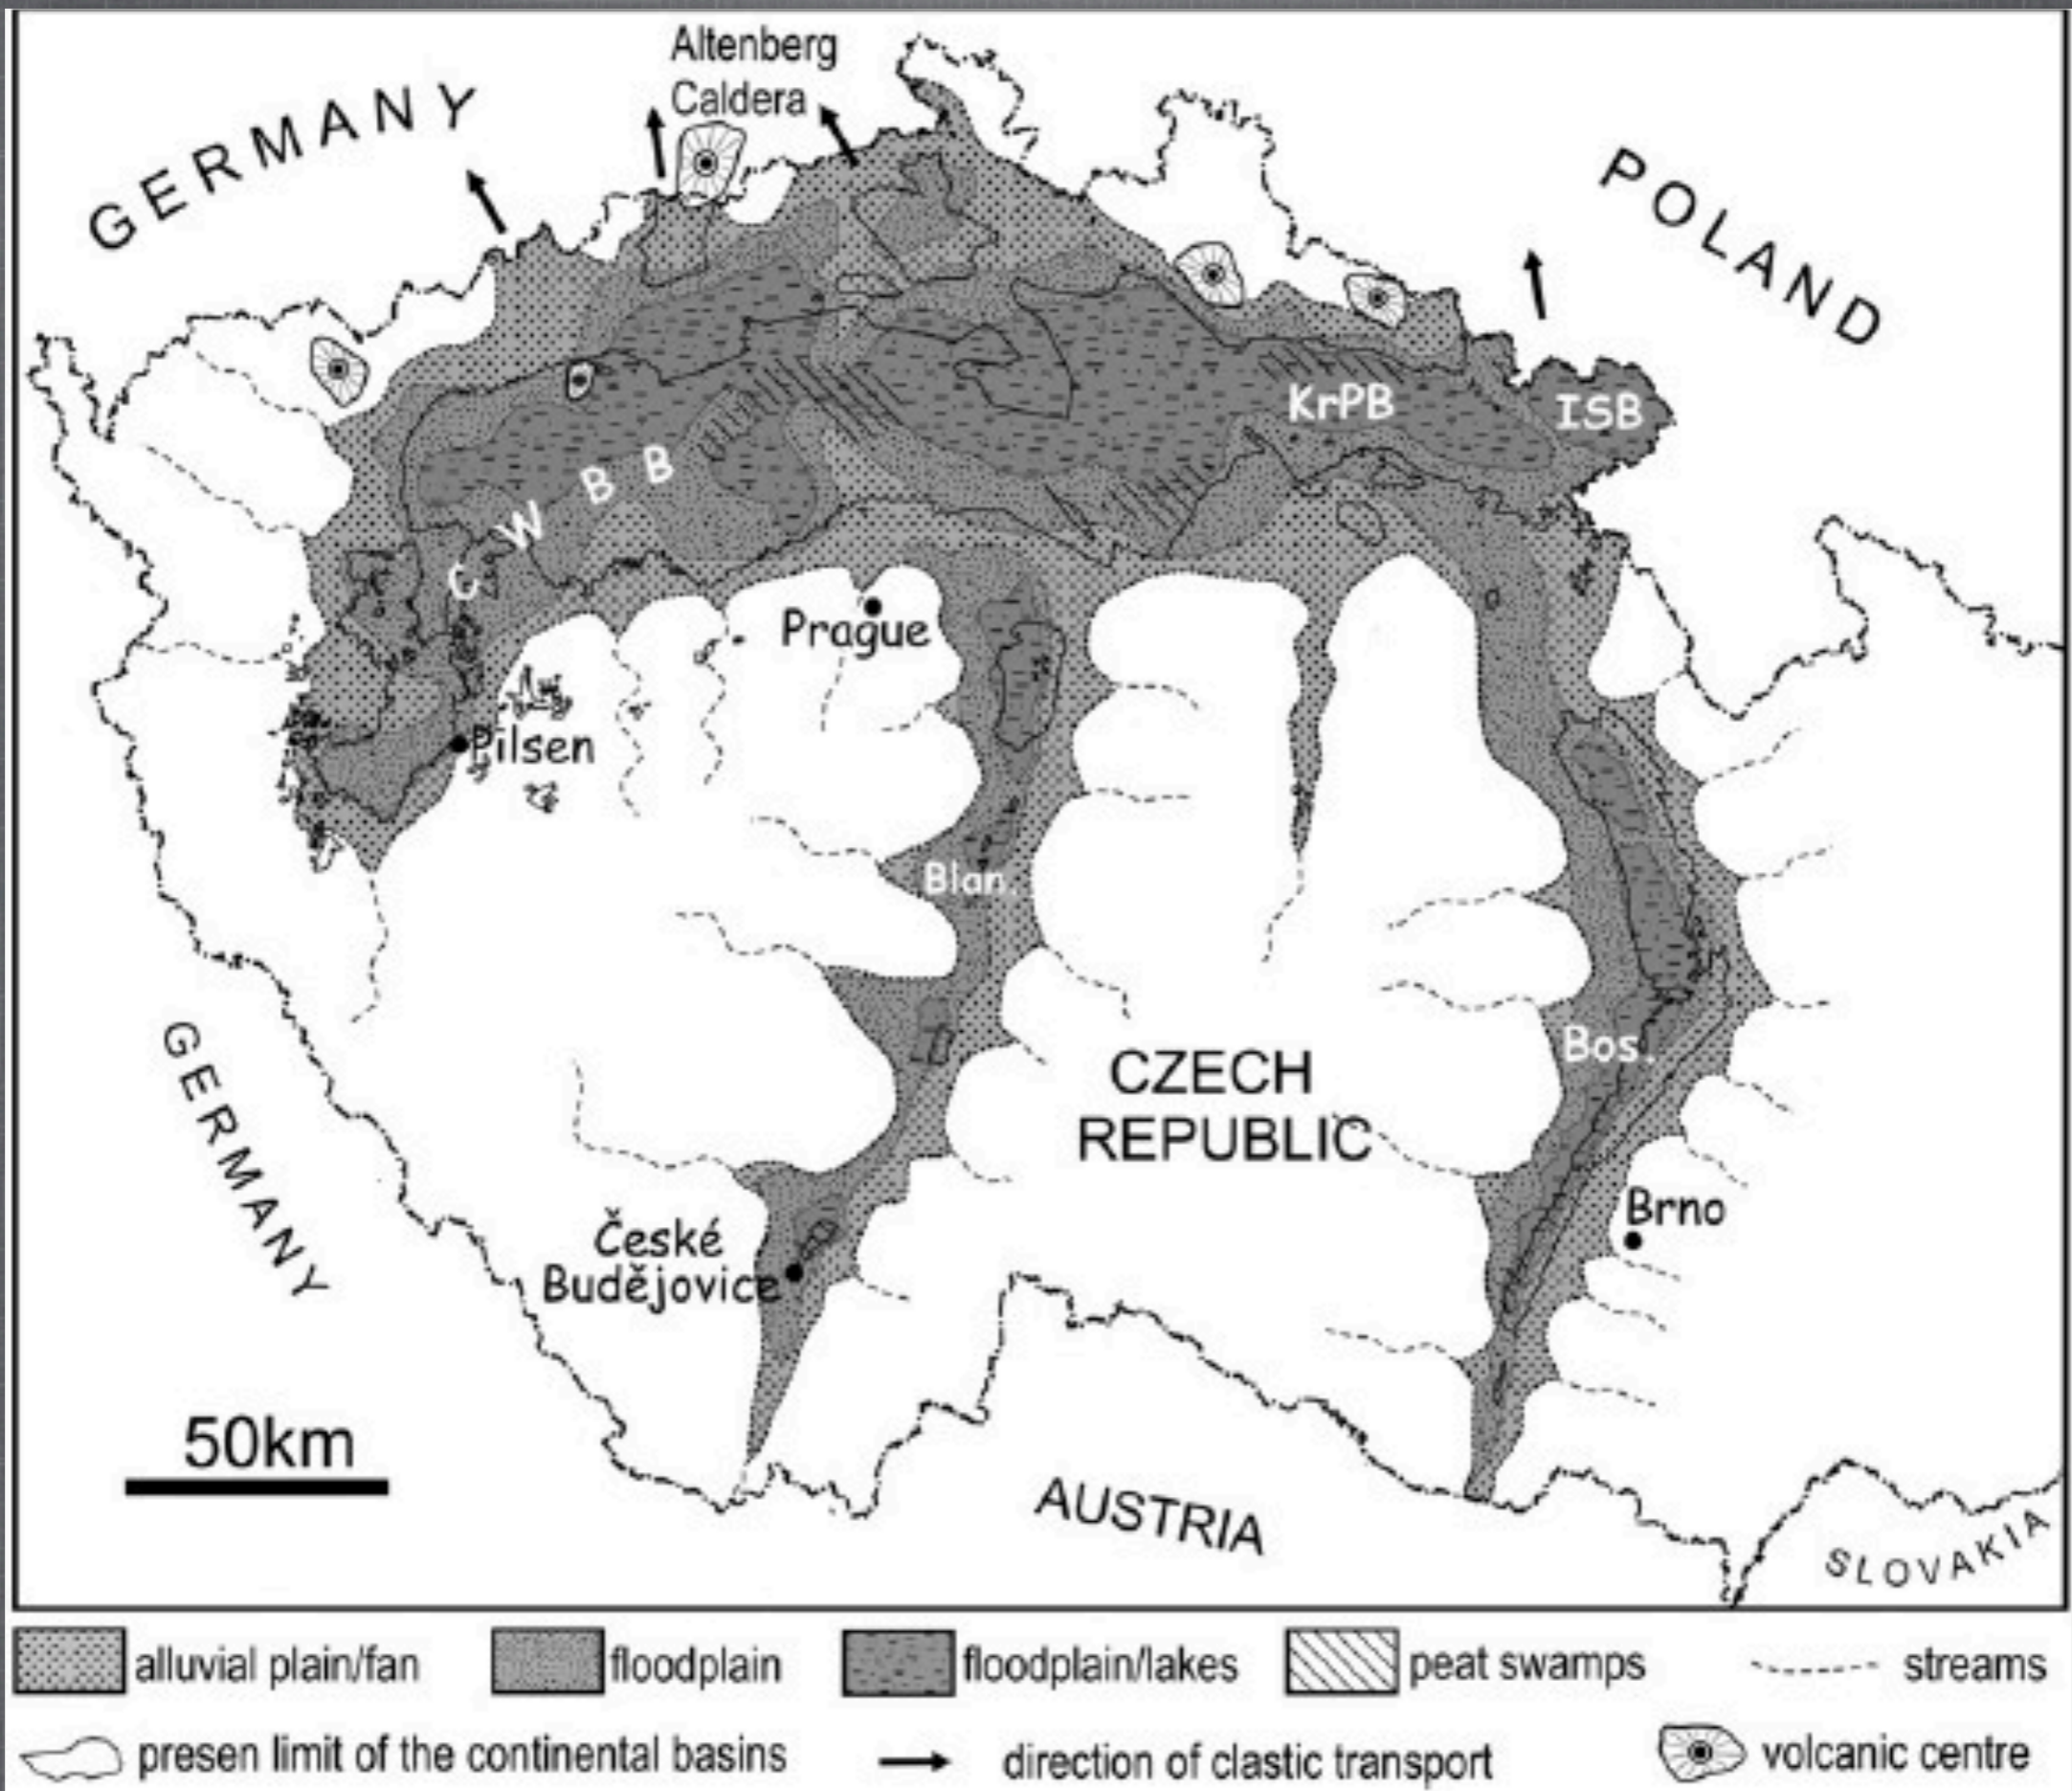 Altenberg
Caldera
GERMANY
POLAND
KrPB
ISB
C W B B
Prague
Pilsen
Blan.
CZECH
REPUBLIC
Bos.
GERMANY
České
Budějovice
Brno
50km
AUSTRIA
SLOVAKIA
alluvial plain/fan
floodplain
floodplain/lakes
peat swamps
streams
presen limit of the continental basins
direction of clastic transport
volcanic centre